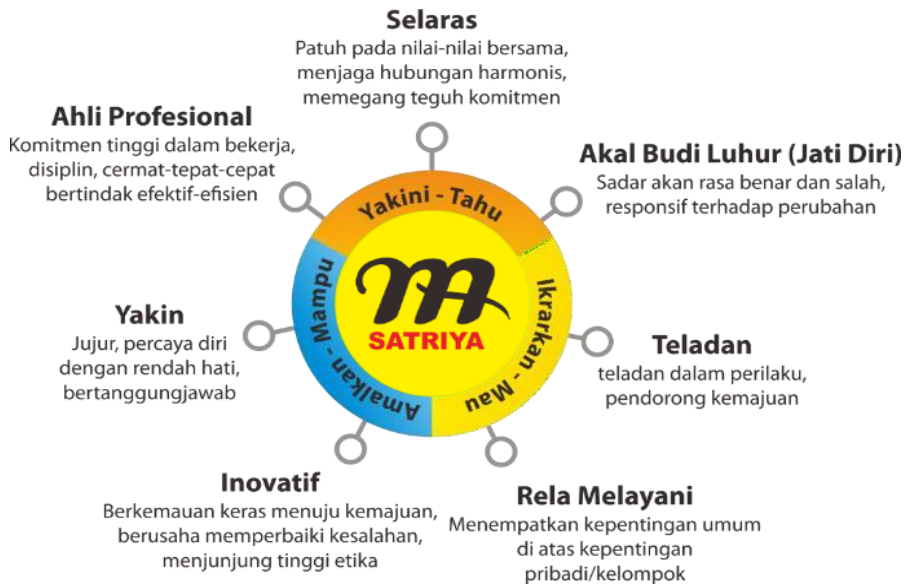 Selaras
Patuh pada nilai-nilai bersama,
menjaga hubungan harmonis,
memegang teguh komitmen
Akal Budi Luhur (Jati Diri)
Sadar akan rasa benar dan salah,
responsif terhadap perubahan
Teladan
teladan dalam perilaku,
pendorong kemajuan
Rela Melayani
Menempatkan kepentingan umum
di atas kepentingan
pribadi/kelompok
Inovatif
Berkemauan keras menuju kemajuan,
berusaha memperbaiki kesalahan,
menjunjung tinggi etika
Yakin
Jujur, percaya diri
dengan rendah hati,
bertanggungjawab
Ahli Profesional
Komitmen tinggi dalam bekerja,
disiplin, cermat-tepat-cepat
bertindak efektif-efisien
Yakini - Tahu
Ikrarkan - Mau
Amalkan - Mampu
SATRIYA